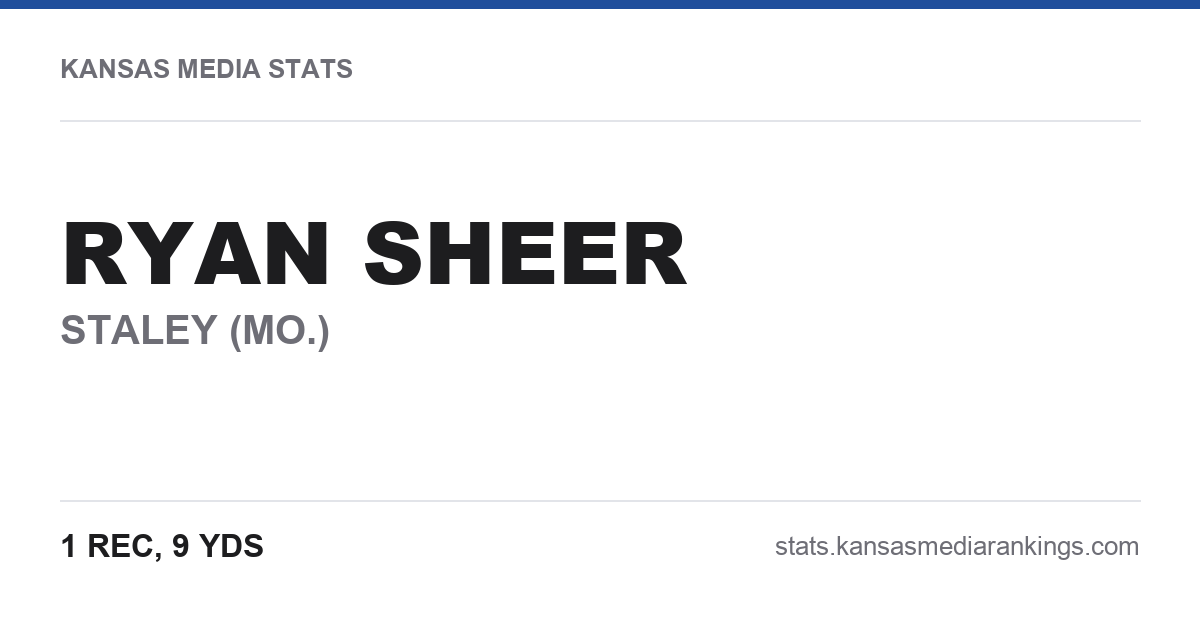 KANSAS MEDIA STATS
RYAN SHEER
STALEY (MO.)
1 REC, 9 YDS
stats.kansasmediarankings.com